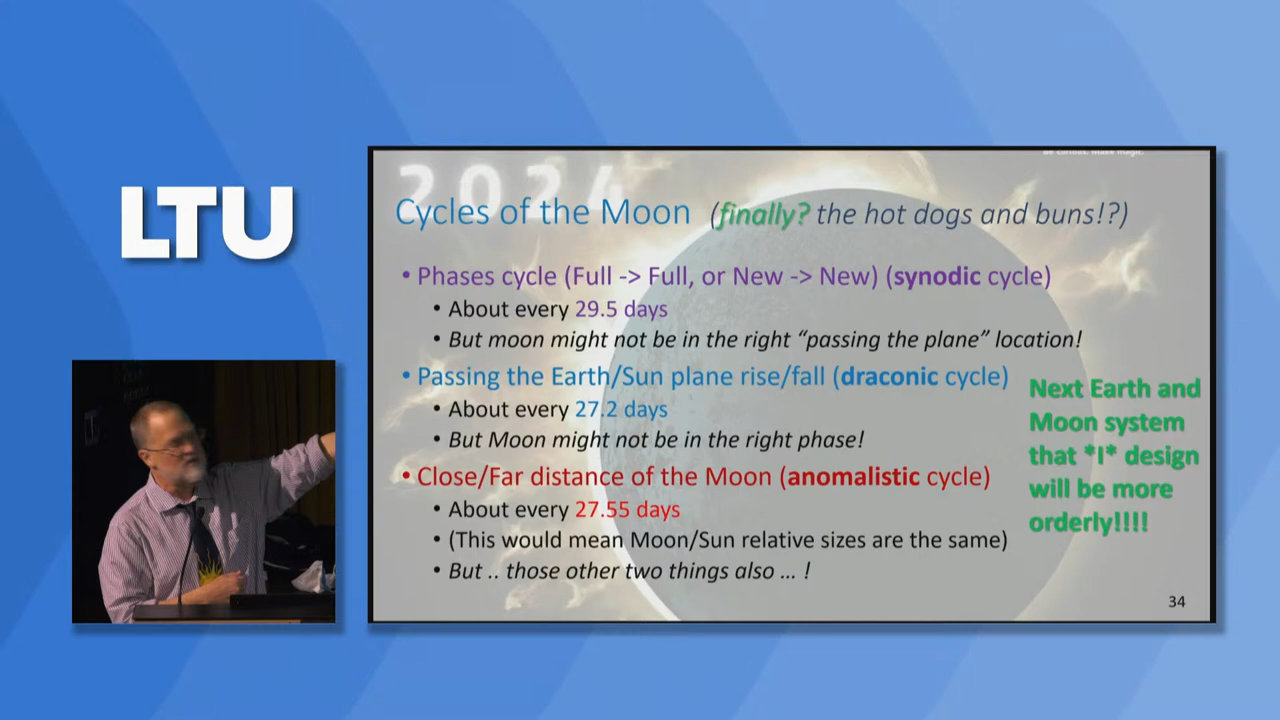 LTU
2024
Be curious. Make magic.
Cycles of the Moon (finally? the hot dogs and buns!?)
• Phases cycle (Full -> Full, or New -> New) (synodic cycle)
• About every 29.5 days
• But moon might not be in the right “passing the plane” location!
• Passing the Earth/Sun plane rise/fall (draconic cycle)
• About every 27.2 days
• But Moon might not be in the right phase!
• Close/Far distance of the Moon (anomalistic cycle)
• About every 27.55 days
• (This would mean Moon/Sun relative sizes are the same)
• But .. those other two things also ... !
Next Earth and
Moon system
that *I* design
will be more
orderly!!!!
34